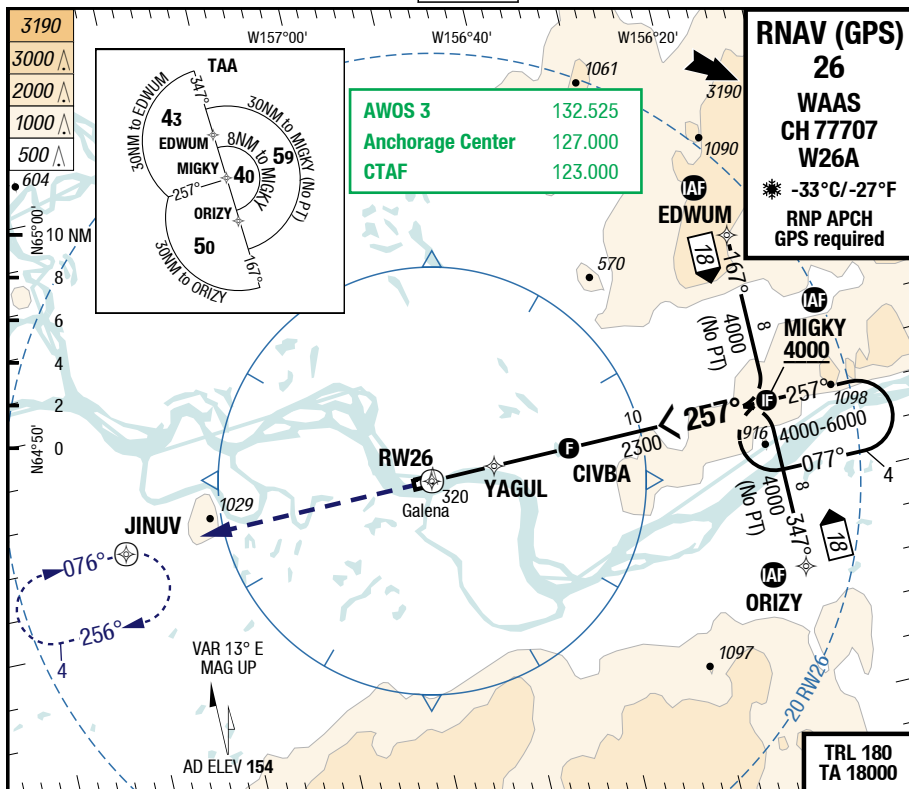 3190
3000
2000
1000
500
604
N65°00'
10 NM
8
6
4
2
0
N64°50'
W157°00'
W156°40'
W156°20'
TAA
30NM to EDWUM
347°
43
EDWUM
8NM to MIGKY
30NM to MIGKY (No PT)
59
MIGKY
40
257°
ORIZY
50
167°
30NM to ORIZY
AWOS 3 132.525
Anchorage Center 127.000
CTAF 123.000
1061
3190
1090
570
RNAV (GPS)
26
WAAS
CH 77707
W26A
-33°C/-27°F
RNP APCH
GPS required
IAF
EDWUM
18
167°
4000
(No PT)
8
IAF
MIGKY
4000
IF
257°
1098
916
4000-6000
077°
4
4000
(No PT)
8
347°
18
IAF
ORIZY
257°
10
2300
F
CIVBA
YAGUL
RW26
320
Galena
1029
JINUV
076°
256°
4
VAR 13° E
MAG UP
AD ELEV 154
1097
20 RW26
TRL 180
TA 18000